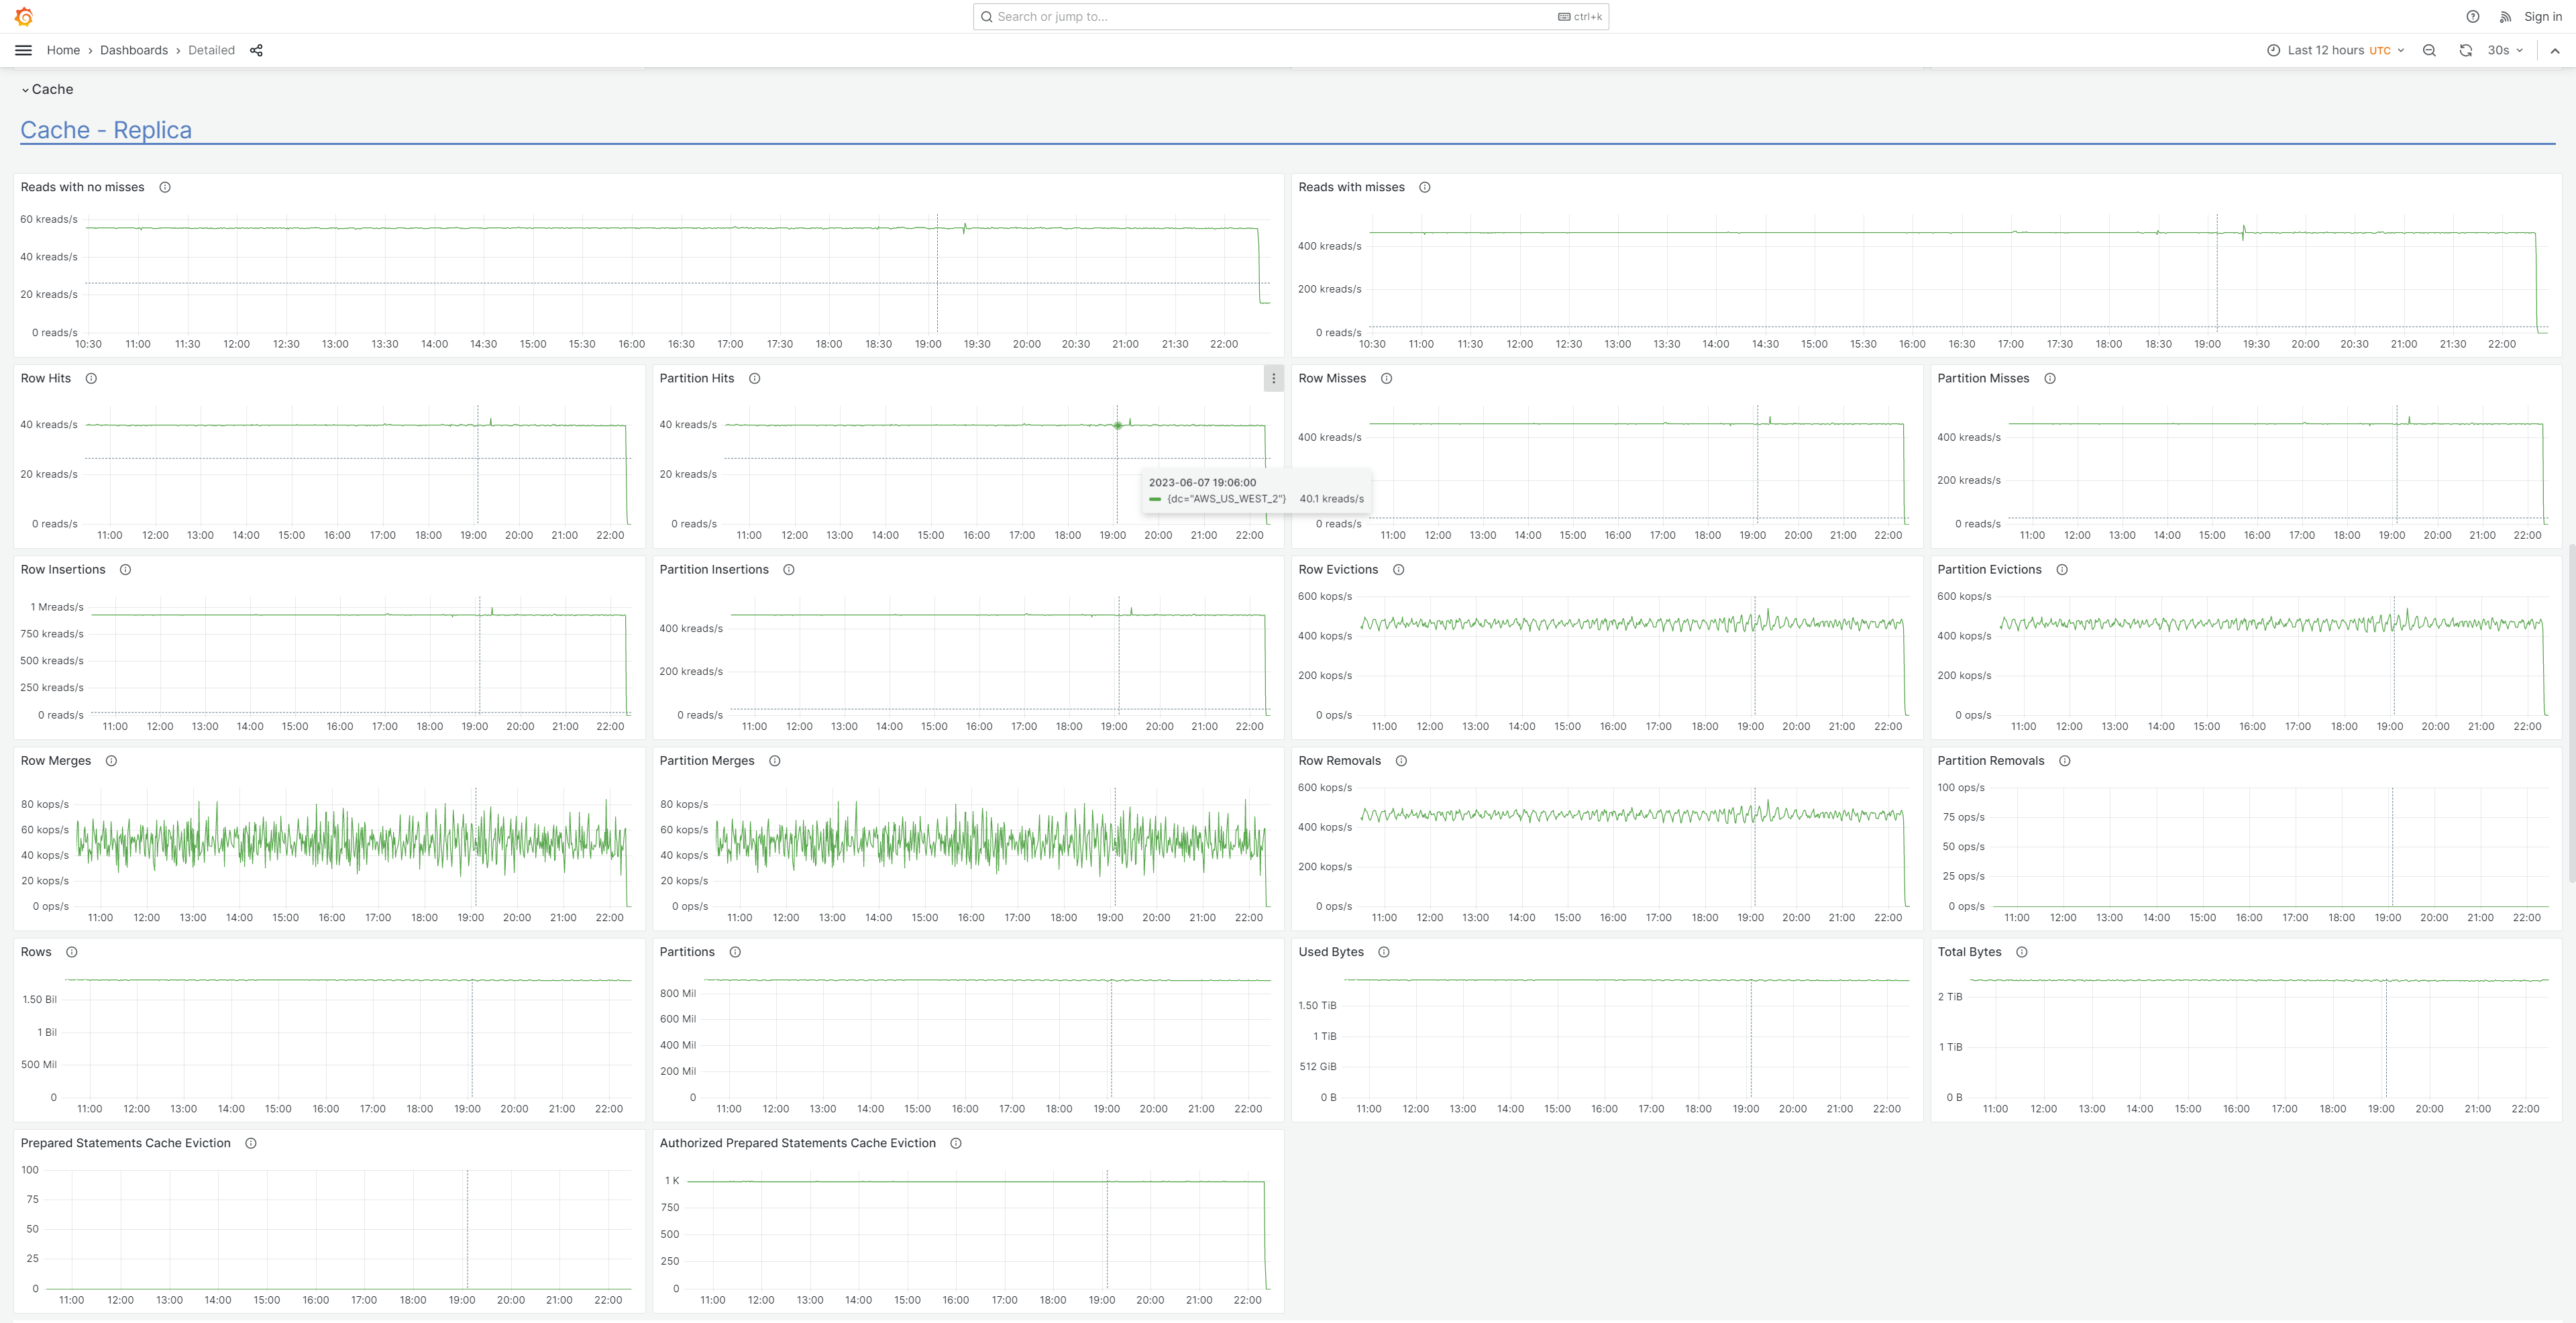 Search or jump to...
ctrl+k
Sign in
Home › Dashboards › Detailed
Last 12 hours UTC
30s
Cache
Cache - Replica
Reads with no misses
60 kreads/s
40 kreads/s
20 kreads/s
0 reads/s
10:30 11:00 11:30 12:00 12:30 13:00 13:30 14:00 14:30 15:00 15:30 16:00 16:30 17:00 17:30 18:00 18:30 19:00 19:30 20:00 20:30 21:00 21:30 22:00
Reads with misses
400 kreads/s
200 kreads/s
0 reads/s
10:30 11:00 11:30 12:00 12:30 13:00 13:30 14:00 14:30 15:00 15:30 16:00 16:30 17:00 17:30 18:00 18:30 19:00 19:30 20:00 20:30 21:00 21:30 22:00
Row Hits
40 kreads/s
20 kreads/s
0 reads/s
11:00 12:00 13:00 14:00 15:00 16:00 17:00 18:00 19:00 20:00 21:00 22:00
Partition Hits
40 kreads/s
20 kreads/s
0 reads/s
11:00 12:00 13:00 14:00 15:00 16:00 17:00 18:00 19:00 20:00 21:00 22:00
2023-06-07 19:06:00
{dc="AWS_US_WEST_2"} 40.1 kreads/s
Row Misses
400 kreads/s
0 reads/s
11:00 12:00 13:00 14:00 15:00 16:00 17:00 18:00 19:00 20:00 21:00 22:00
Partition Misses
400 kreads/s
200 kreads/s
0 reads/s
11:00 12:00 13:00 14:00 15:00 16:00 17:00 18:00 19:00 20:00 21:00 22:00
Row Insertions
1 Mreads/s
750 kreads/s
500 kreads/s
250 kreads/s
0 reads/s
11:00 12:00 13:00 14:00 15:00 16:00 17:00 18:00 19:00 20:00 21:00 22:00
Partition Insertions
400 kreads/s
200 kreads/s
0 reads/s
11:00 12:00 13:00 14:00 15:00 16:00 17:00 18:00 19:00 20:00 21:00 22:00
Row Evictions
600 kops/s
400 kops/s
200 kops/s
0 ops/s
11:00 12:00 13:00 14:00 15:00 16:00 17:00 18:00 19:00 20:00 21:00 22:00
Partition Evictions
600 kops/s
400 kops/s
200 kops/s
0 ops/s
11:00 12:00 13:00 14:00 15:00 16:00 17:00 18:00 19:00 20:00 21:00 22:00
Row Merges
80 kops/s
60 kops/s
40 kops/s
20 kops/s
0 ops/s
11:00 12:00 13:00 14:00 15:00 16:00 17:00 18:00 19:00 20:00 21:00 22:00
Partition Merges
80 kops/s
60 kops/s
40 kops/s
20 kops/s
0 ops/s
11:00 12:00 13:00 14:00 15:00 16:00 17:00 18:00 19:00 20:00 21:00 22:00
Row Removals
600 kops/s
400 kops/s
200 kops/s
0 ops/s
11:00 12:00 13:00 14:00 15:00 16:00 17:00 18:00 19:00 20:00 21:00 22:00
Partition Removals
100 ops/s
75 ops/s
50 ops/s
25 ops/s
0 ops/s
11:00 12:00 13:00 14:00 15:00 16:00 17:00 18:00 19:00 20:00 21:00 22:00
Rows
1.50 Bil
1 Bil
500 Mil
0
11:00 12:00 13:00 14:00 15:00 16:00 17:00 18:00 19:00 20:00 21:00 22:00
Partitions
800 Mil
600 Mil
400 Mil
200 Mil
0
11:00 12:00 13:00 14:00 15:00 16:00 17:00 18:00 19:00 20:00 21:00 22:00
Used Bytes
1.50 TiB
1 TiB
512 GiB
0 B
11:00 12:00 13:00 14:00 15:00 16:00 17:00 18:00 19:00 20:00 21:00 22:00
Total Bytes
2 TiB
1 TiB
0 B
11:00 12:00 13:00 14:00 15:00 16:00 17:00 18:00 19:00 20:00 21:00 22:00
Prepared Statements Cache Eviction
100
75
50
25
0
11:00 12:00 13:00 14:00 15:00 16:00 17:00 18:00 19:00 20:00 21:00 22:00
Authorized Prepared Statements Cache Eviction
1 K
750
500
250
0
11:00 12:00 13:00 14:00 15:00 16:00 17:00 18:00 19:00 20:00 21:00 22:00